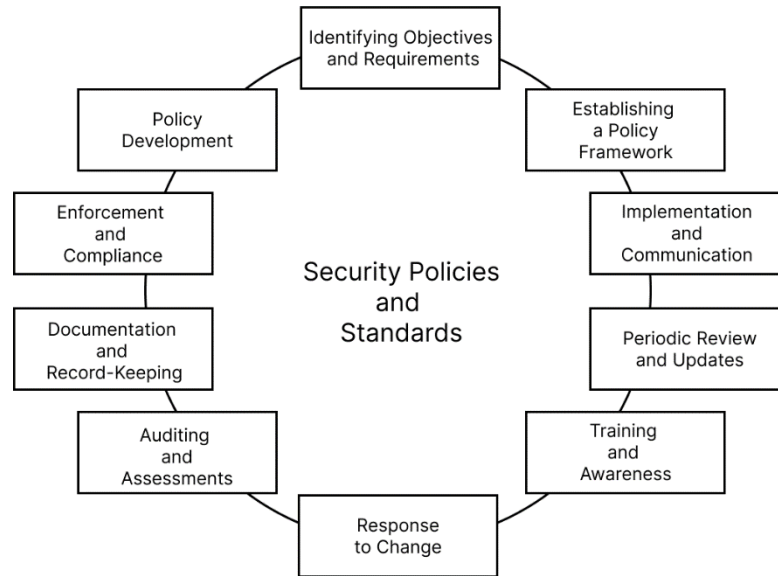 Identifying Objectives
and Requirements
Policy
Development
Establishing
a Policy
Framework
Enforcement
and
Compliance
Implementation
and
Communication
Security Policies
and
Standards
Documentation
and
Record-Keeping
Periodic Review
and Updates
Auditing
and
Assessments
Training
and
Awareness
Response
to Change